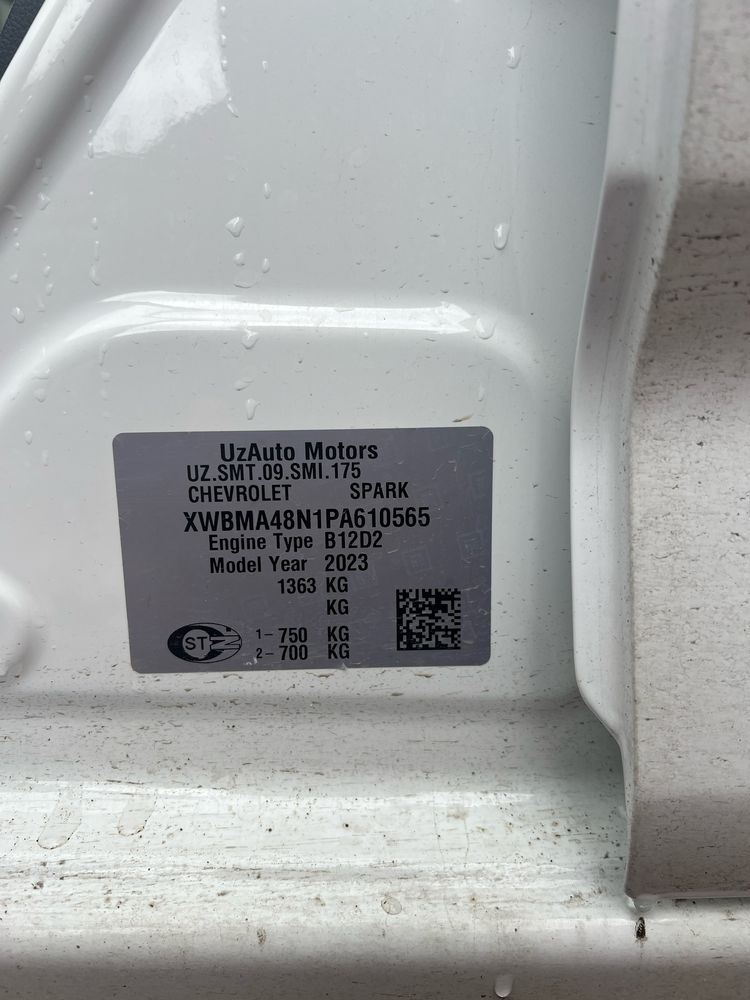 UzAuto Motors
UZ.SMT.09.SMI.175
CHEVROLET SPARK
XWBMA48N1PA610565
Engine Type B12D2
Model Year 2023
1363 KG
KG
1- 750 KG
2- 700 KG
ST